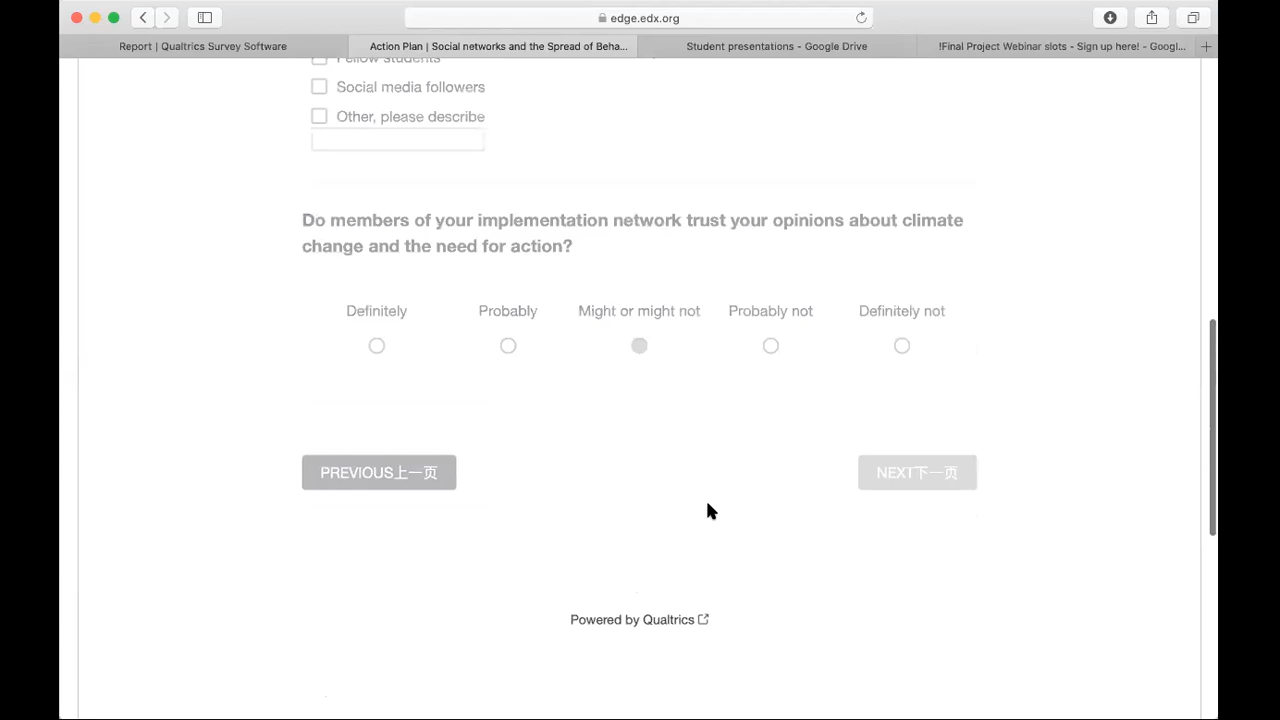 edge.edx.org
Report | Qualtrics Survey Software
Action Plan | Social networks and the Spread of Beha...
Student presentations - Google Drive
!Final Project Webinar slots - Sign up here! - Googl...
Fellow students
Social media followers
Other, please describe
Do members of your implementation network trust your opinions about climate
change and the need for action?
Definitely
Probably
Might or might not
Probably not
Definitely not
PREVIOUS上一页
NEXT下一页
Powered by Qualtrics